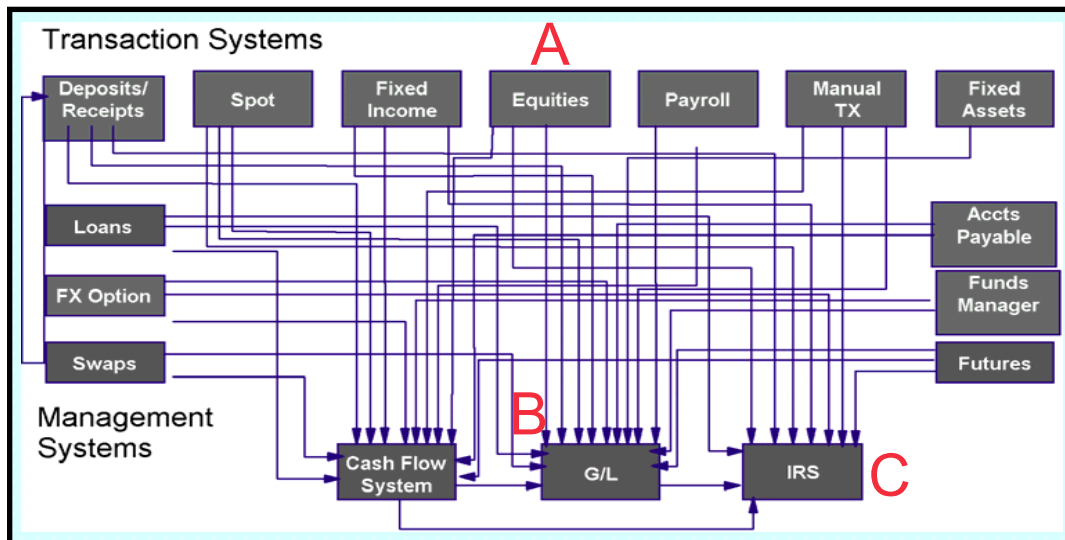 Transaction Systems
A
Deposits/
Receipts
Spot
Fixed
Income
Equities
Payroll
Manual
TX
Fixed
Assets
Loans
Accts
Payable
FX Option
Funds
Manager
Swaps
Futures
Management
Systems
B
Cash Flow
System
G/L
IRS
C